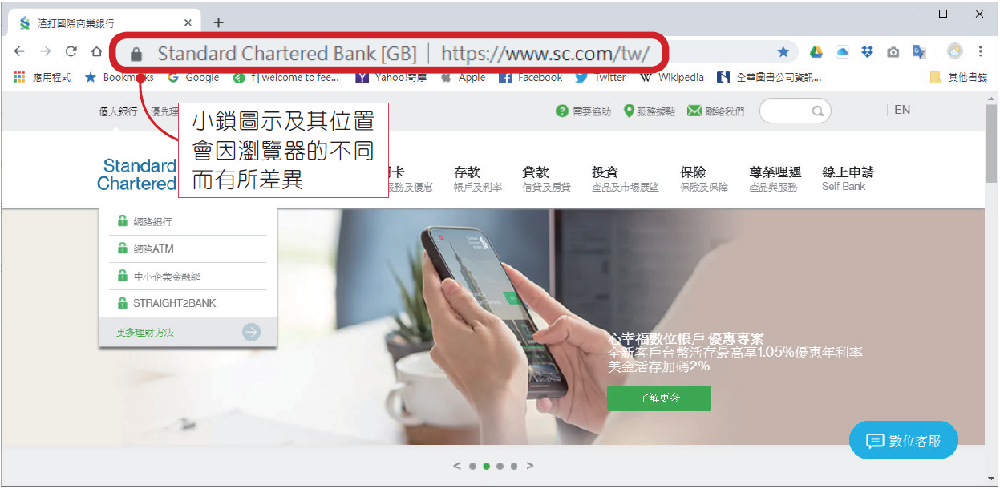 渣打國際商業銀行
Standard Chartered Bank [GB] | https://www.sc.com/tw/
應用程式
Google
f | welcome to fee...
Yahoo!奇摩
Apple
Facebook
Twitter
Wikipedia
全華圖書公司資訊...
其他書籤
個人銀行
需要協助
服務據點
聯絡我們
EN
小鎖圖示及其位置
會因瀏覽器的不同
而有所差異
Standard
Chartered
卡
服務及優惠
存款
帳戶及利率
貸款
信貸及房貸
投資
產品及市場展望
保險
保險及保障
尊榮哩遇
產品與服務
線上申請
Self Bank
網路銀行
網路ATM
中小企業金融網
STRAIGHT2BANK
更多理財方法
心幸福數位帳戶 優惠專案
全新客戶台幣活存最高享1.05%優惠年利率
美金活存加碼2%
了解更多
數位客服